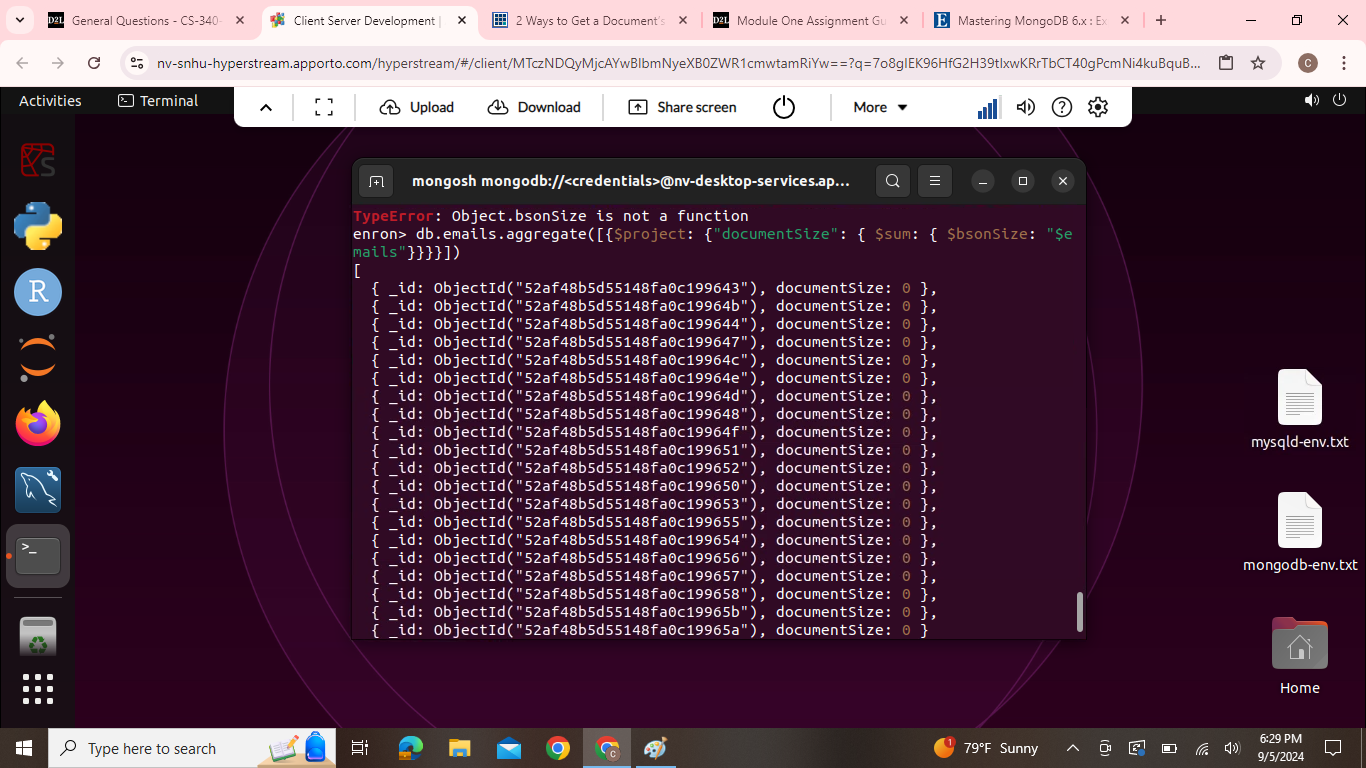 General Questions - CS-340-
Client Server Development |
2 Ways to Get a Document's
D2L Module One Assignment Gu
Mastering MongoDB 6.x : Ex
nv-snhu-hyperstream.apporto.com/hyperstream/#/client/
C
Activities
Terminal
Upload
Download
Share screen
More
mongosh mongodb://<credentials>@nv-desktop-services.ap...
TypeError: Object.bsonSize is not a function
enron> db.emails.aggregate([{$project: {"documentSize": { $sum: { $bsonSize: "$e
mails"}}}}])
[
{ _id: ObjectId("52af48b5d55148fa0c199643"), documentSize: 0 },
{ _id: ObjectId("52af48b5d55148fa0c19964b"), documentSize: 0 },
{ _id: ObjectId("52af48b5d55148fa0c199644"), documentSize: 0 },
{ _id: ObjectId("52af48b5d55148fa0c199647"), documentSize: 0 },
{ _id: ObjectId("52af48b5d55148fa0c19964c"), documentSize: 0 },
{ _id: ObjectId("52af48b5d55148fa0c19964e"), documentSize: 0 },
{ _id: ObjectId("52af48b5d55148fa0c19964d"), documentSize: 0 },
{ _id: ObjectId("52af48b5d55148fa0c199648"), documentSize: 0 },
{ _id: ObjectId("52af48b5d55148fa0c19964f"), documentSize: 0 },
{ _id: ObjectId("52af48b5d55148fa0c199651"), documentSize: 0 },
{ _id: ObjectId("52af48b5d55148fa0c199652"), documentSize: 0 },
{ _id: ObjectId("52af48b5d55148fa0c199650"), documentSize: 0 },
{ _id: ObjectId("52af48b5d55148fa0c199653"), documentSize: 0 },
{ _id: ObjectId("52af48b5d55148fa0c199655"), documentSize: 0 },
{ _id: ObjectId("52af48b5d55148fa0c199654"), documentSize: 0 },
{ _id: ObjectId("52af48b5d55148fa0c199656"), documentSize: 0 },
{ _id: ObjectId("52af48b5d55148fa0c199657"), documentSize: 0 },
{ _id: ObjectId("52af48b5d55148fa0c199658"), documentSize: 0 },
{ _id: ObjectId("52af48b5d55148fa0c19965b"), documentSize: 0 },
{ _id: ObjectId("52af48b5d55148fa0c19965a"), documentSize: 0 }
mysqld-env.txt
mongodb-env.txt
Home
Type here to search
79°F Sunny
6:29 PM
9/5/2024